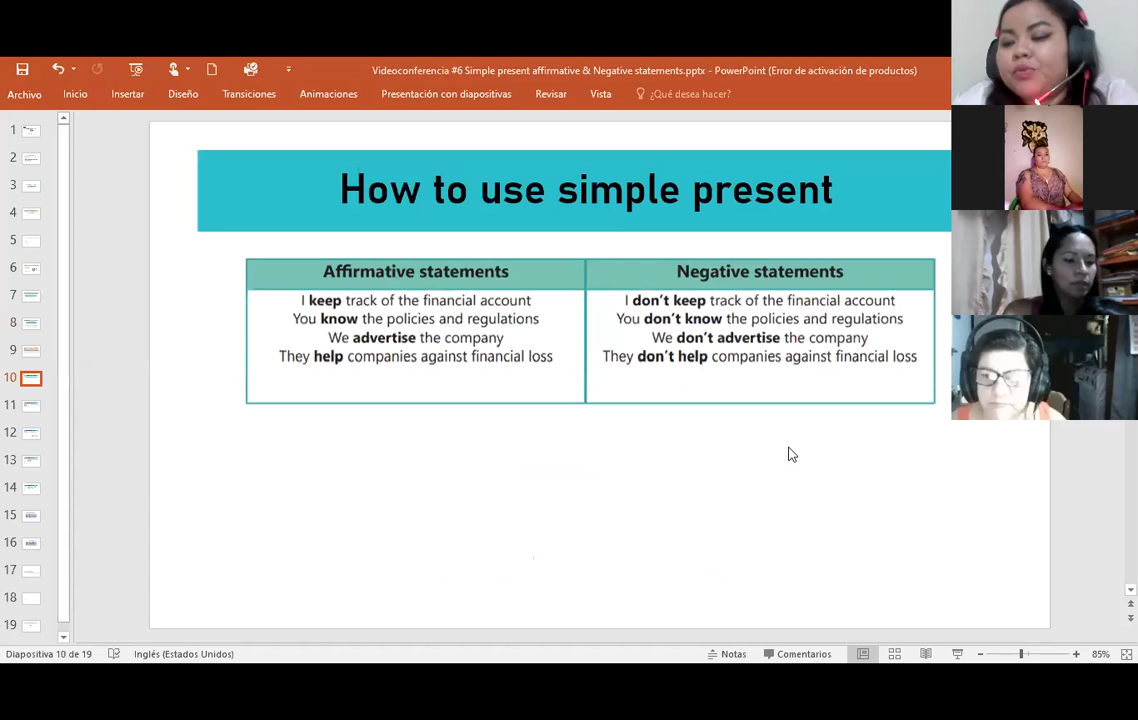 Videoconferencia #6 Simple present affirmative & Negative statements.pptx - PowerPoint (Error de activación de productos)
Archivo Inicio Insertar Diseño Transiciones Animaciones Presentación con diapositivas Revisar Vista ¿Qué desea hacer?
How to use simple present
Affirmative statements
I keep track of the financial account
You know the policies and regulations
We advertise the company
They help companies against financial loss
Negative statements
I don't keep track of the financial account
You don't know the policies and regulations
We don't advertise the company
They don't help companies against financial loss
1
2
3
4
5
6
7
8
9
10
11
12
13
14
15
16
17
18
19
Diapositiva 10 de 19 Inglés (Estados Unidos) Notas Comentarios 85%